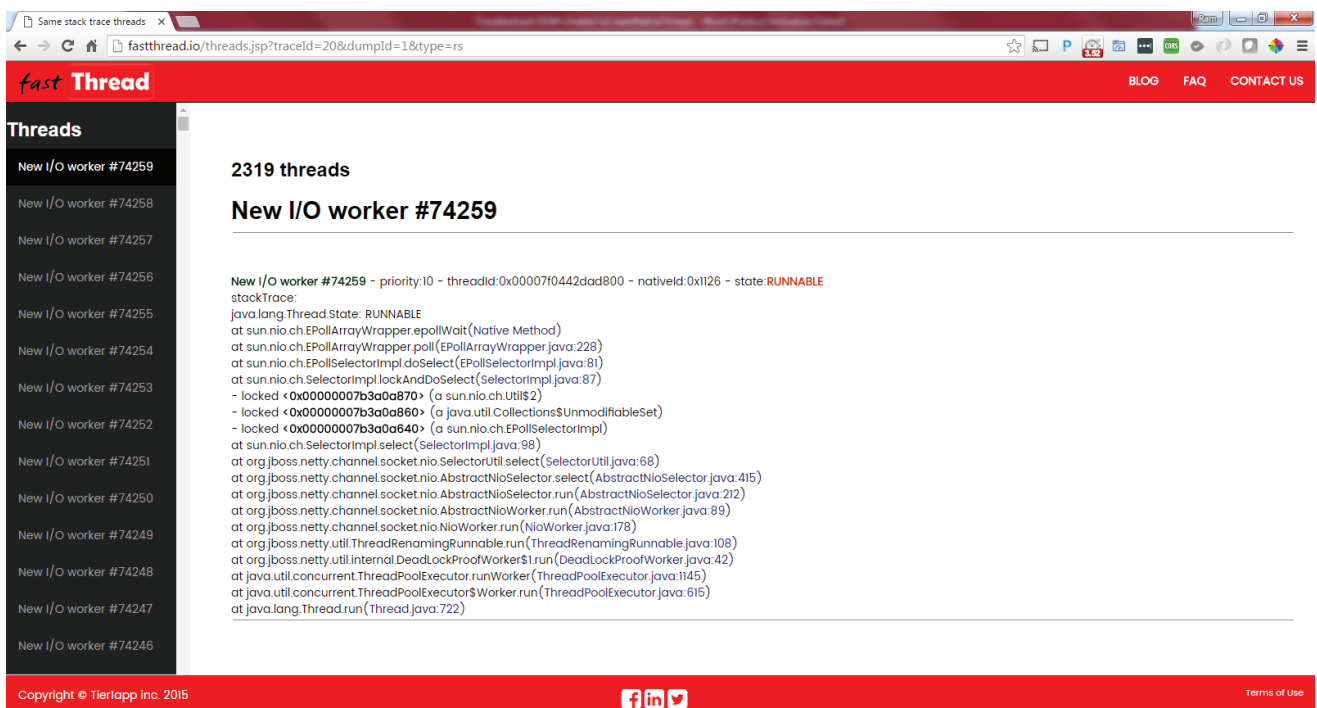 Same stack trace threads
Ram
fastthread.io/threads.jsp?traceId=20&dumpId=1&type=rs
P
3.52
CORS
fast Thread
BLOG FAQ CONTACT US
Threads
New I/O worker #74259
New I/O worker #74258
New I/O worker #74257
New I/O worker #74256
New I/O worker #74255
New I/O worker #74254
New I/O worker #74253
New I/O worker #74252
New I/O worker #74251
New I/O worker #74250
New I/O worker #74249
New I/O worker #74248
New I/O worker #74247
New I/O worker #74246
2319 threads
New I/O worker #74259
New I/O worker #74259 - priority:10 - threadId:0x00007f0442dad800 - nativeId:0x1126 - state:RUNNABLE
stackTrace:
java.lang.Thread.State: RUNNABLE
at sun.nio.ch.EPollArrayWrapper.epollWait(Native Method)
at sun.nio.ch.EPollArrayWrapper.poll(EPollArrayWrapper.java:228)
at sun.nio.ch.EPollSelectorImpl.doSelect(EPollSelectorImpl.java:81)
at sun.nio.ch.SelectorImpl.lockAndDoSelect(SelectorImpl.java:87)
- locked <0x00000007b3a0a870> (a sun.nio.ch.Util$2)
- locked <0x00000007b3a0a860> (a java.util.Collections$UnmodifiableSet)
- locked <0x00000007b3a0a640> (a sun.nio.ch.EPollSelectorImpl)
at sun.nio.ch.SelectorImpl.select(SelectorImpl.java:98)
at org.jboss.netty.channel.socket.nio.SelectorUtil.select(SelectorUtil.java:68)
at org.jboss.netty.channel.socket.nio.AbstractNioSelector.select(AbstractNioSelector.java:415)
at org.jboss.netty.channel.socket.nio.AbstractNioSelector.run(AbstractNioSelector.java:212)
at org.jboss.netty.channel.socket.nio.AbstractNioWorker.run(AbstractNioWorker.java:89)
at org.jboss.netty.channel.socket.nio.NioWorker.run(NioWorker.java:178)
at org.jboss.netty.util.ThreadRenamingRunnable.run(ThreadRenamingRunnable.java:108)
at org.jboss.netty.util.internal.DeadLockProofWorker$1.run(DeadLockProofWorker.java:42)
at java.util.concurrent.ThreadPoolExecutor.runWorker(ThreadPoolExecutor.java:1145)
at java.util.concurrent.ThreadPoolExecutor$Worker.run(ThreadPoolExecutor.java:615)
at java.lang.Thread.run(Thread.java:722)
Copyright © Tier1app inc. 2015
f in
Terms of Use